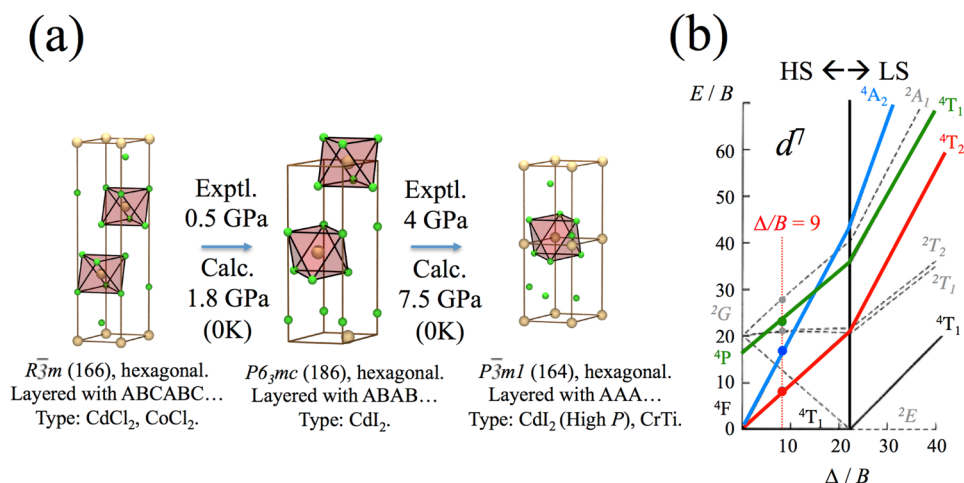 (a)
Exptl.
0.5 GPa
Calc.
1.8 GPa
(0K)
Exptl.
4 GPa
Calc.
7.5 GPa
(0K)
R3̅m (166), hexagonal.
Layered with ABCABC…
Type: CdCl₂, CoCl₂.
P6₃mc (186), hexagonal.
Layered with ABAB…
Type: CdI₂.
P3̅m1 (164), hexagonal.
Layered with AAA…
Type: CdI₂ (High P), CrTi.
(b)
HS ←→ LS
E / B
⁴A₂
²A₁
⁴T₁
⁴T₂
d⁷
Δ/B = 9
²T₂
²T₁
²G
⁴P
⁴F
⁴T₁
⁴T₁
²E
60
50
40
30
20
10
0
0
10
20
30
40
Δ / B